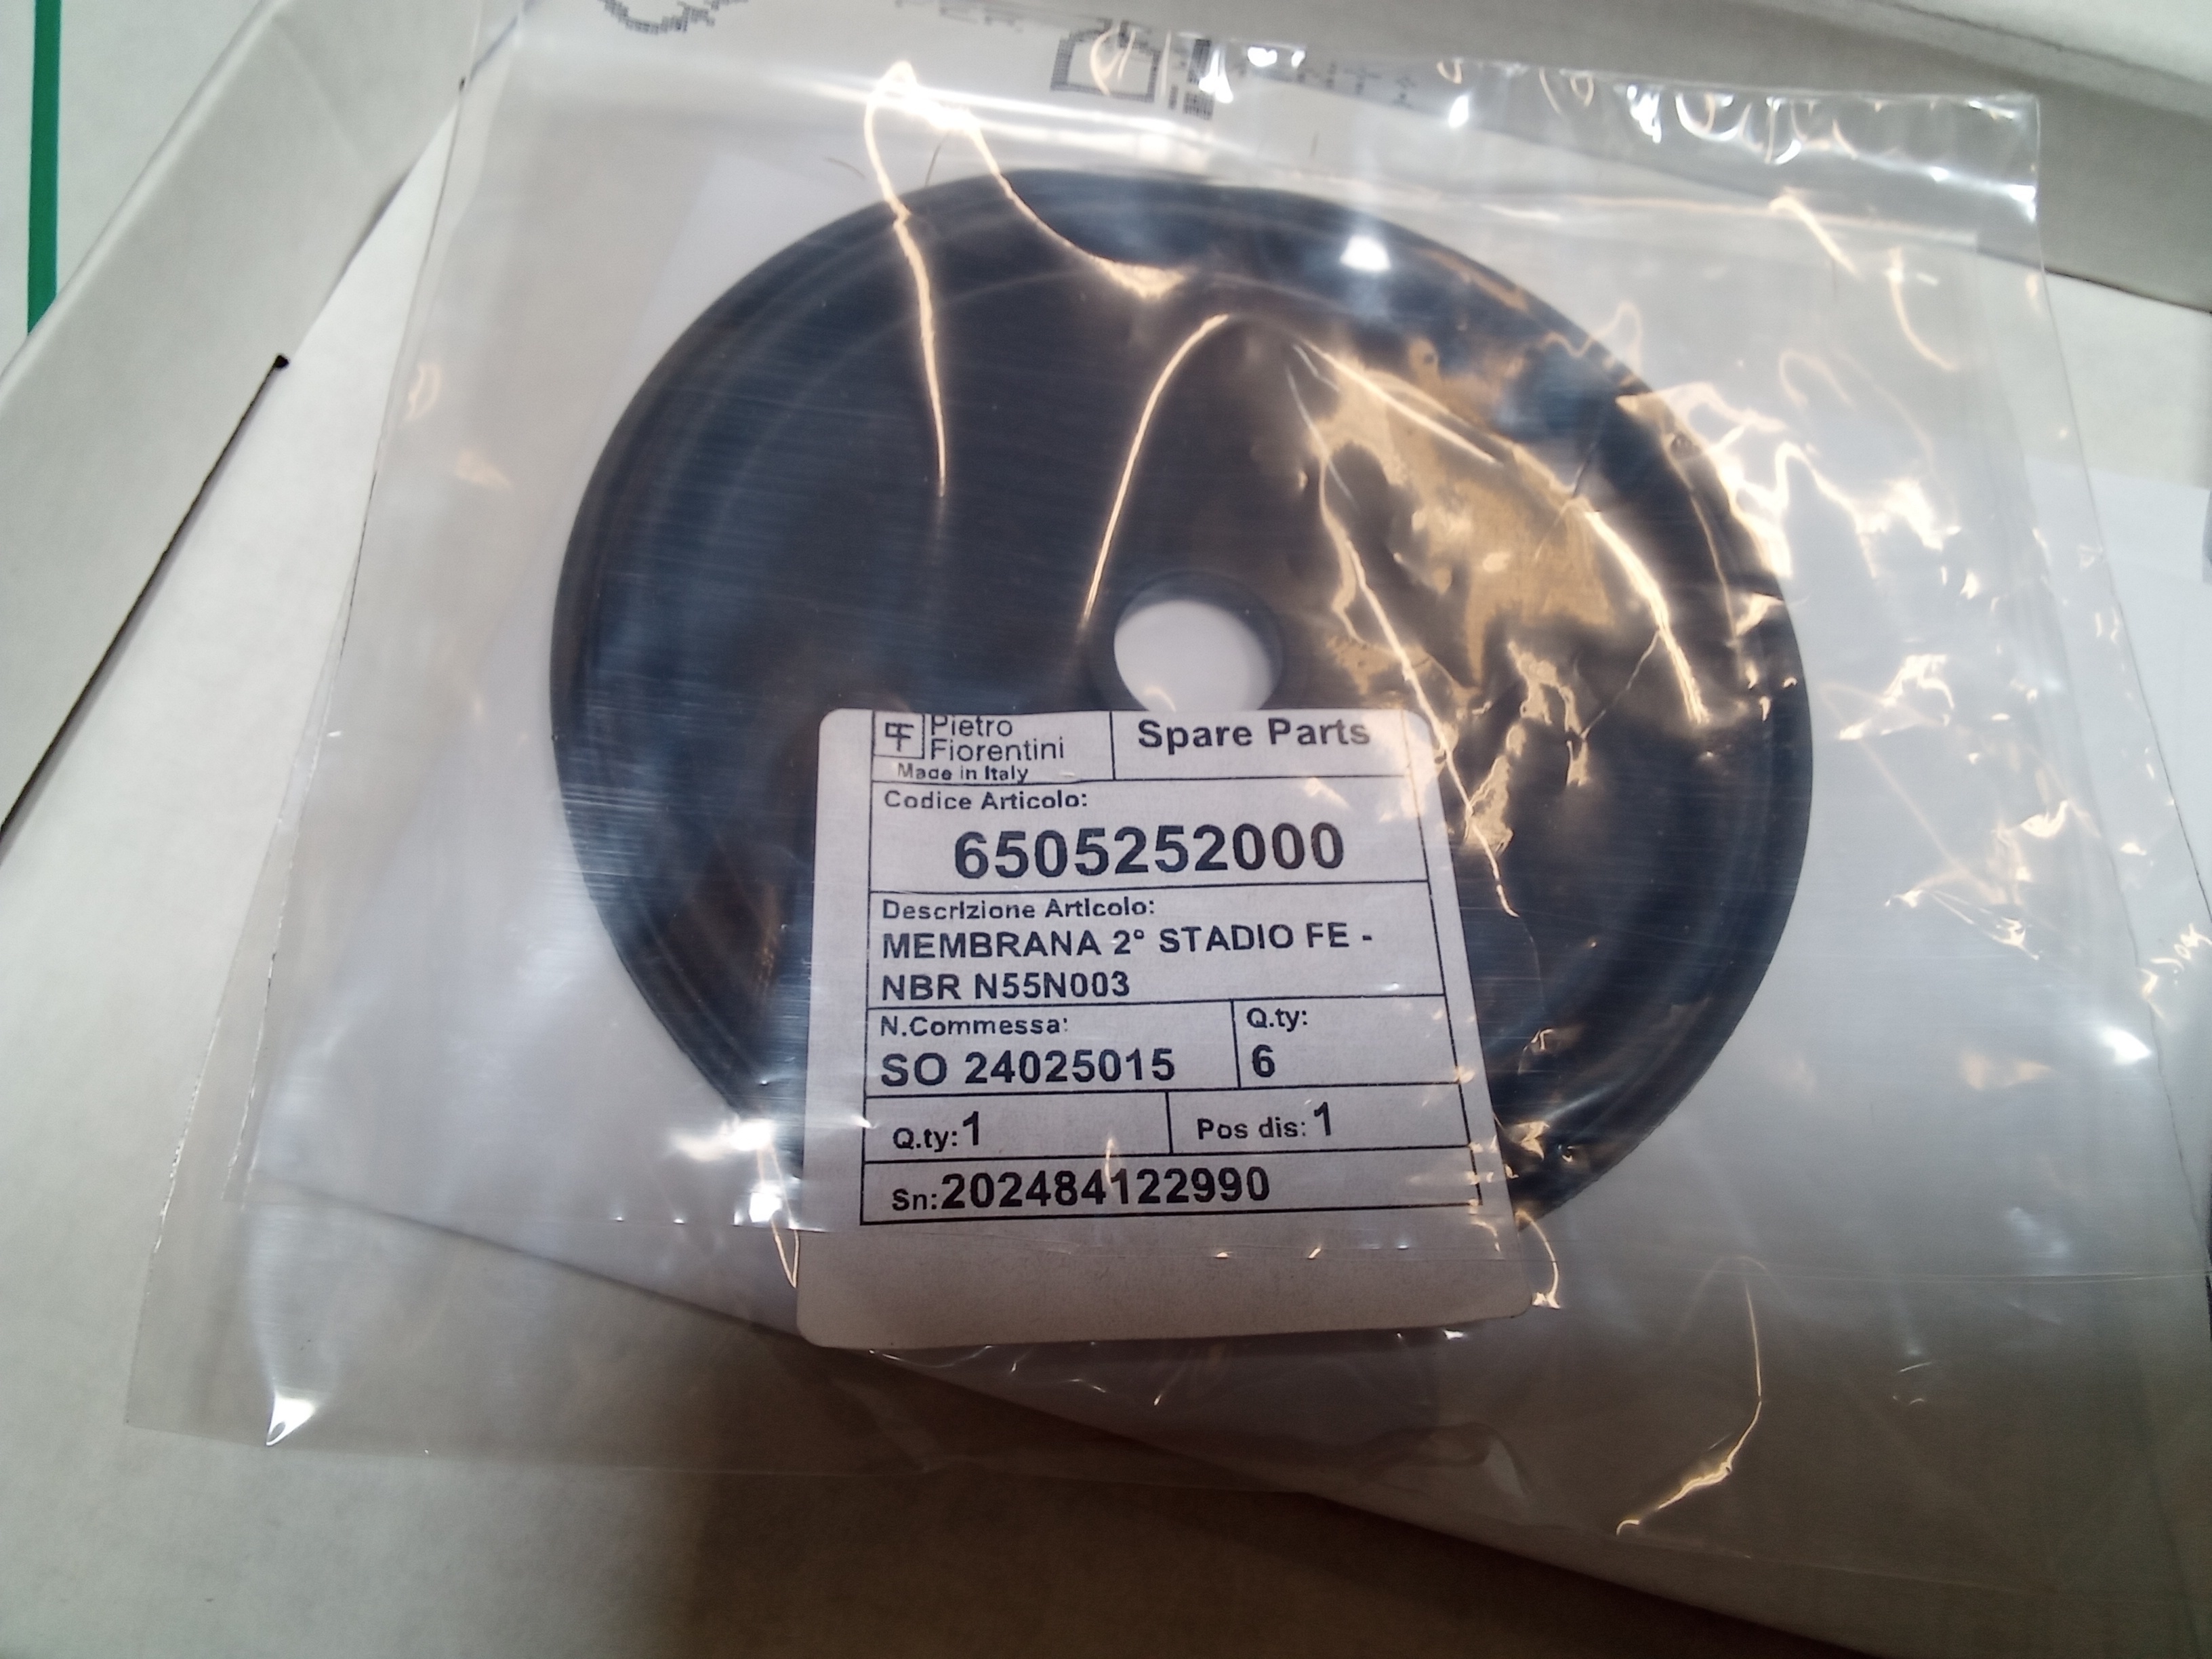 Pietro
Fiorentini
Made in Italy
Spare Parts
Codice Articolo:
6505252000
Descrizione Articolo:
MEMBRANA 2° STADIO FE -
NBR N55N003
N.Commessa:
SO 24025015
Q.ty:
6
Q.ty:1
Pos dis:1
Sn:202484122990